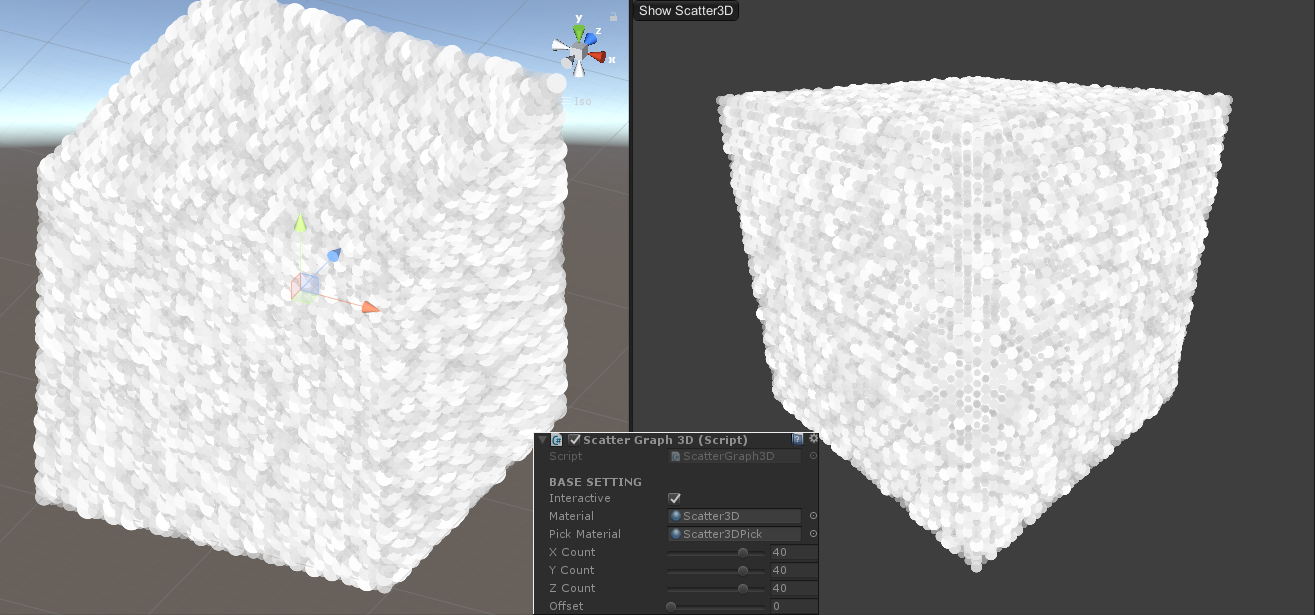 Show Scatter3D
y
z
x
Iso
Scatter Graph 3D (Script)
Script ScatterGraph3D
BASE SETTING
Interactive
Material Scatter3D
Pick Material Scatter3DPick
X Count 40
Y Count 40
Z Count 40
Offset 0